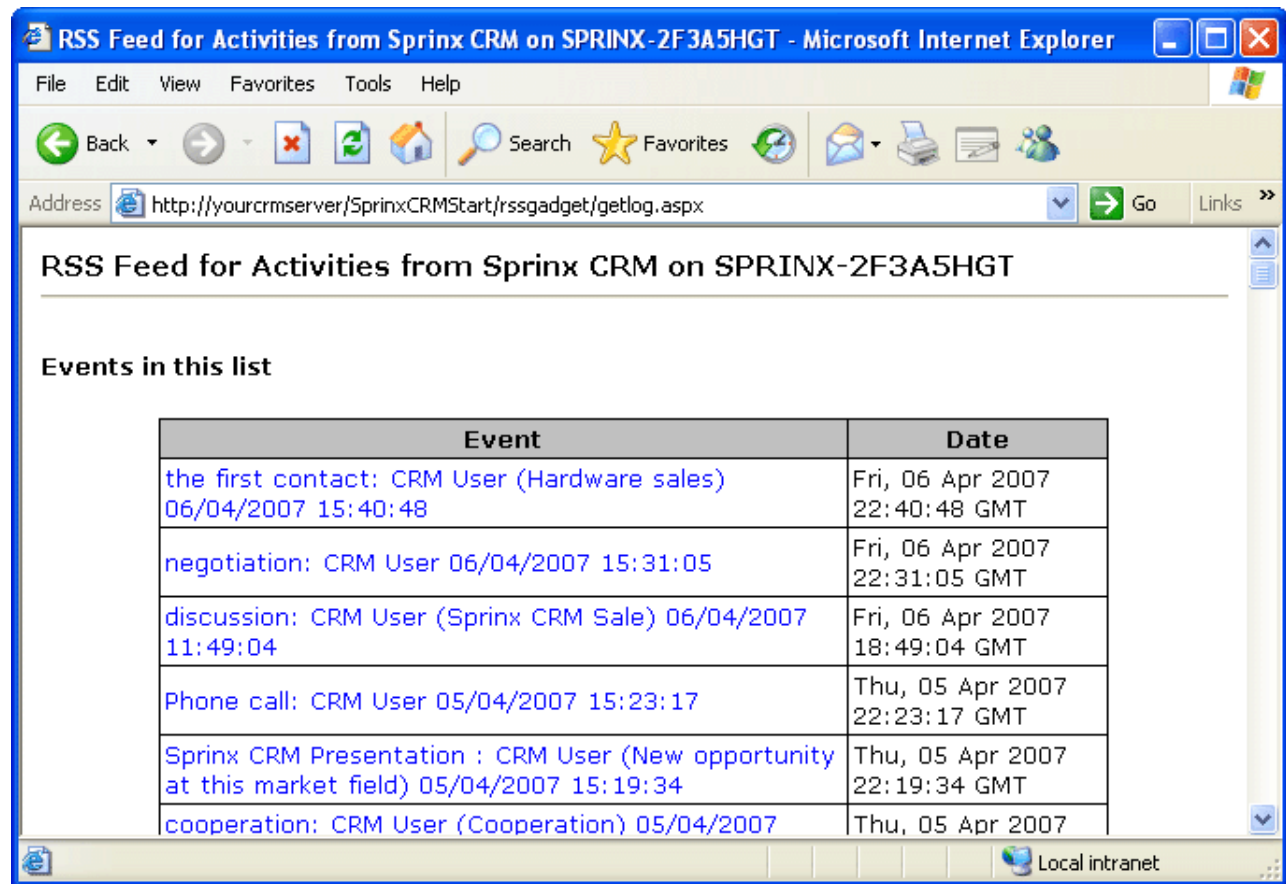 RSS Feed for Activities from Sprinx CRM on SPRINX-2F3A5HGT - Microsoft Internet Explorer
File Edit View Favorites Tools Help
Back Search Favorites
Address http://yourcrmserver/SprinxCRMStart/rssgadget/getlog.aspx Go Links »
RSS Feed for Activities from Sprinx CRM on SPRINX-2F3A5HGT
Events in this list
Event Date
the first contact: CRM User (Hardware sales) Fri, 06 Apr 2007
06/04/2007 15:40:48 22:40:48 GMT
negotiation: CRM User 06/04/2007 15:31:05 Fri, 06 Apr 2007
22:31:05 GMT
discussion: CRM User (Sprinx CRM Sale) 06/04/2007 Fri, 06 Apr 2007
11:49:04 18:49:04 GMT
Phone call: CRM User 05/04/2007 15:23:17 Thu, 05 Apr 2007
22:23:17 GMT
Sprinx CRM Presentation : CRM User (New opportunity Thu, 05 Apr 2007
at this market field) 05/04/2007 15:19:34 22:19:34 GMT
cooperation: CRM User (Cooperation) 05/04/2007 Thu, 05 Apr 2007
Local intranet